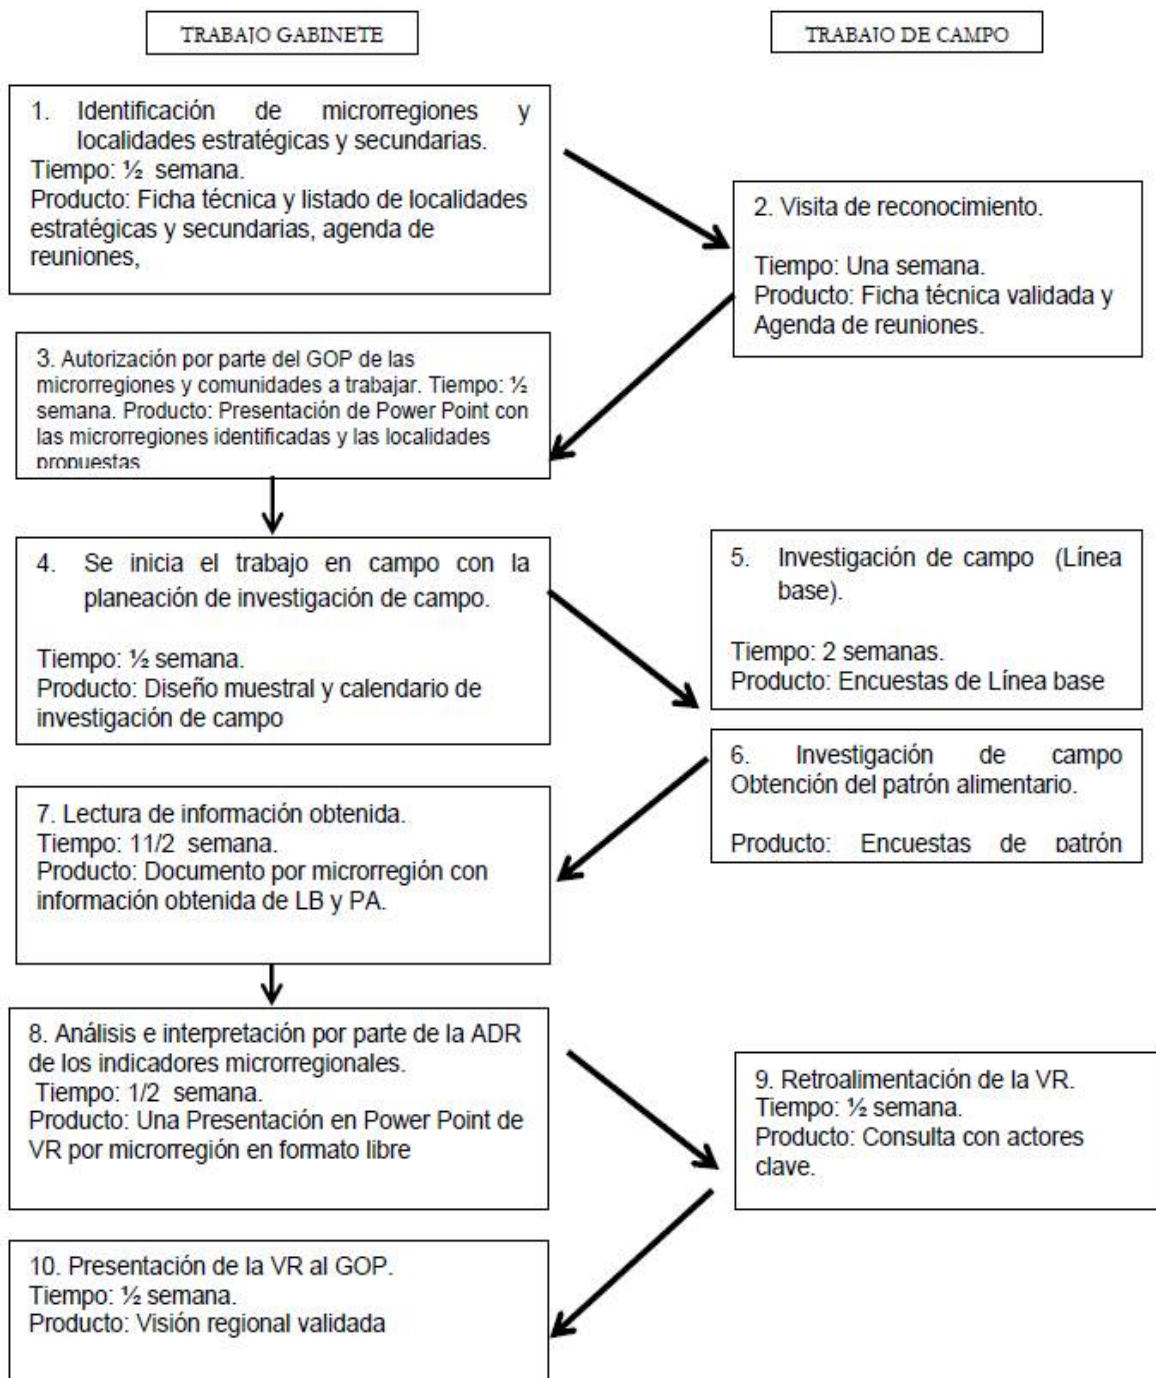 TRABAJO GABINETE
TRABAJO DE CAMPO
1. Identificación de microrregiones y
localidades estratégicas y secundarias.
Tiempo: ½ semana.
Producto: Ficha técnica y listado de localidades
estratégicas y secundarias, agenda de
reuniones,
2. Visita de reconocimiento.
Tiempo: Una semana.
Producto: Ficha técnica validada y
Agenda de reuniones.
3. Autorización por parte del GOP de las
microrregiones y comunidades a trabajar. Tiempo: ½
semana. Producto: Presentación de Power Point con
las microrregiones identificadas y las localidades
propuestas
4. Se inicia el trabajo en campo con la
planeación de investigación de campo.
Tiempo: ½ semana.
Producto: Diseño muestral y calendario de
investigación de campo
5. Investigación de campo (Línea
base).
Tiempo: 2 semanas.
Producto: Encuestas de Línea base
6. Investigación de campo
Obtención del patrón alimentario.
Producto: Encuestas de patrón
7. Lectura de información obtenida.
Tiempo: 11/2 semana.
Producto: Documento por microrregión con
información obtenida de LB y PA.
8. Análisis e interpretación por parte de la ADR
de los indicadores microrregionales.
Tiempo: 1/2 semana.
Producto: Una Presentación en Power Point de
VR por microrregión en formato libre
9. Retroalimentación de la VR.
Tiempo: ½ semana.
Producto: Consulta con actores
clave.
10. Presentación de la VR al GOP.
Tiempo: ½ semana.
Producto: Visión regional validada